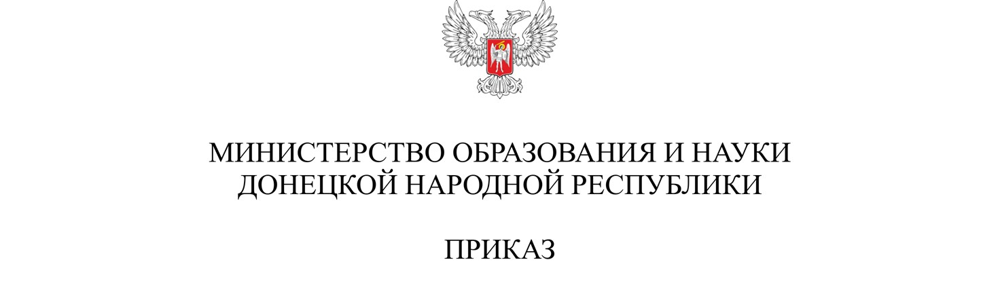 МИНИСТЕРСТВО ОБРАЗОВАНИЯ И НАУКИ
ДОНЕЦКОЙ НАРОДНОЙ РЕСПУБЛИКИ
ПРИКАЗ